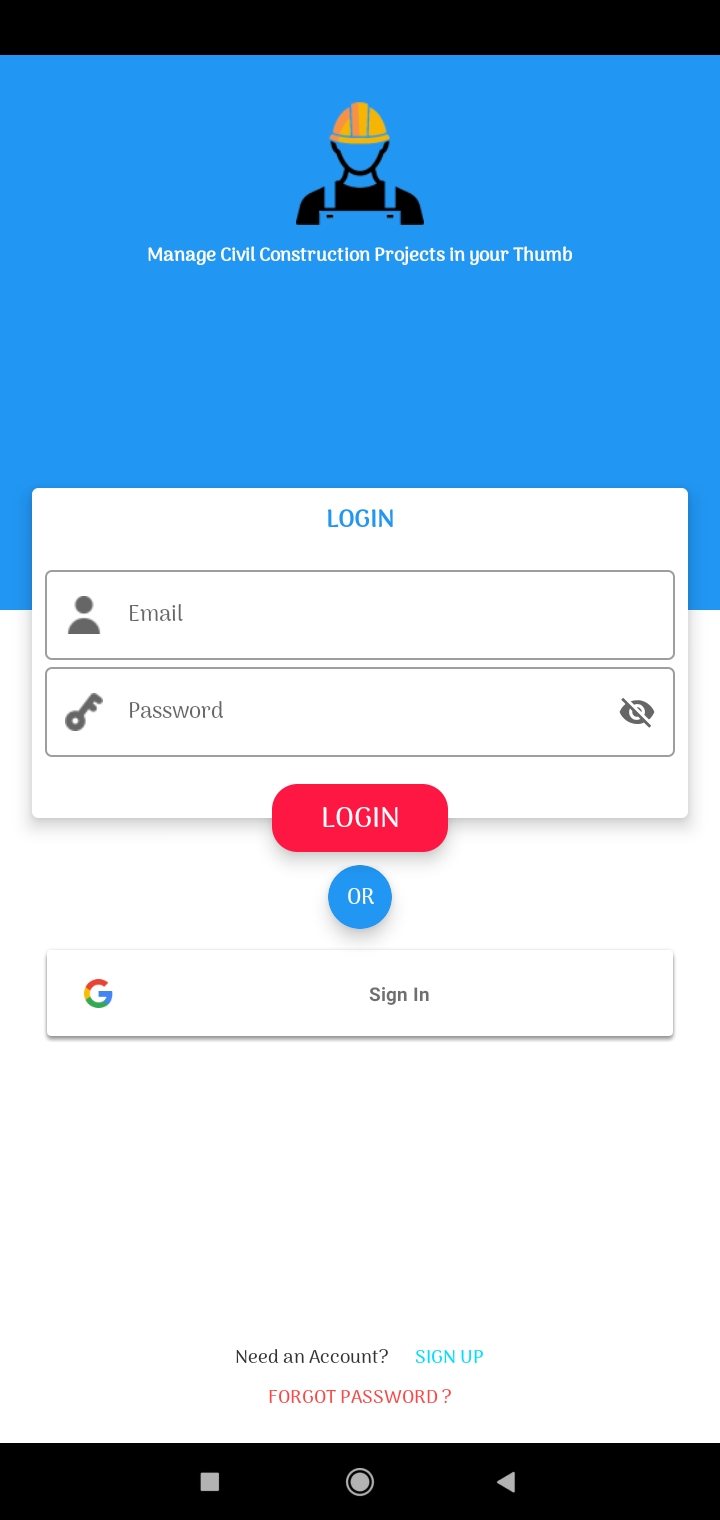 Manage Civil Construction Projects in your Thumb
LOGIN
Email
Password
LOGIN
OR
Sign In
Need an Account? SIGN UP
FORGOT PASSWORD ?